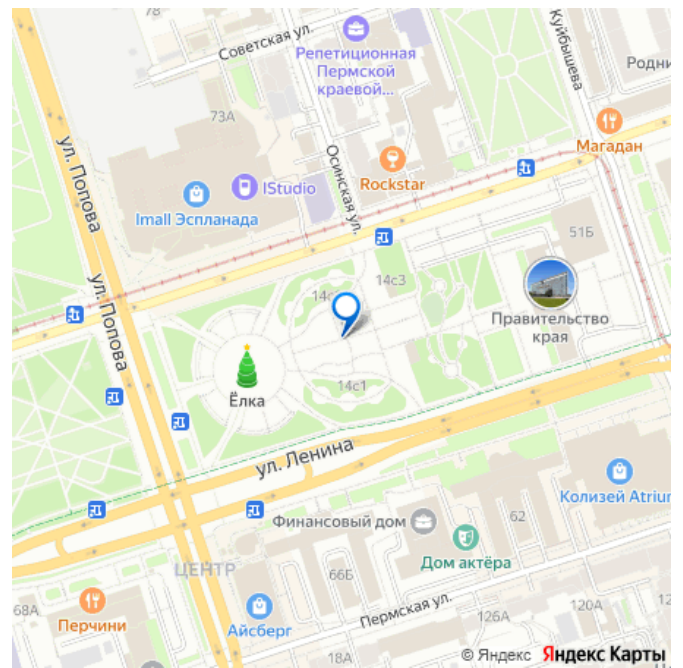 78
Советская ул.
Репетиционная
Пермской
краевой...
Куйбышева
73А
Магадан
ул. Попова
IStudio
Осинская ул.
Rockstar
Imall Эспланада
51Б
ул. Попова
14с3
Правительство
края
Ёлка
14с1
ул. Ленина
Колизей Atrium
Финансовый дом
62
Дом актёра
ЦЕНТР
66Б
68А
Перчини
Айсберг
Пермская ул.
126А
120А
12
18А
© Яндекс Яндекс Карты